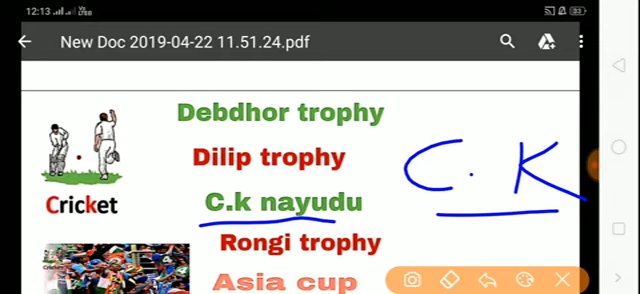 12:13
New Doc 2019-04-22 11.51.24.pdf
Debdhor trophy
Dilip trophy
C.k nayudu
C. K
Cricket
Rongi trophy
Asia cup